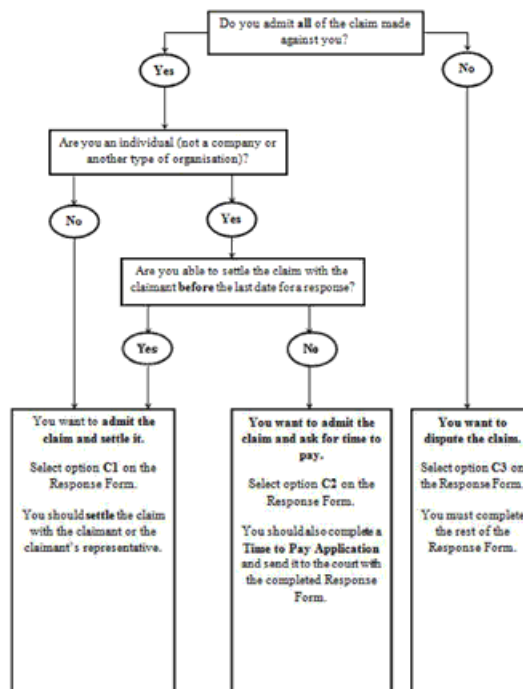 Do you admit all of the claim made
against you?
Yes
No
Are you an individual (not a company or
another type of organisation)?
No
Yes
Are you able to settle the claim with the
claimant before the last date for a response?
Yes
No
You want to admit the
claim and settle it.
Select option C1 on the
Response Form.
You should settle the claim
with the claimant or the
claimant's representative.
You want to admit the
claim and ask for time to
pay.
Select option C2 on the
Response Form.
You should also complete a
Time to Pay Application
and send it to the court with
the completed Response
Form.
You want to
dispute the claim.
Select option C3 on
the Response Form.
You must complete
the rest of the
Response Form.